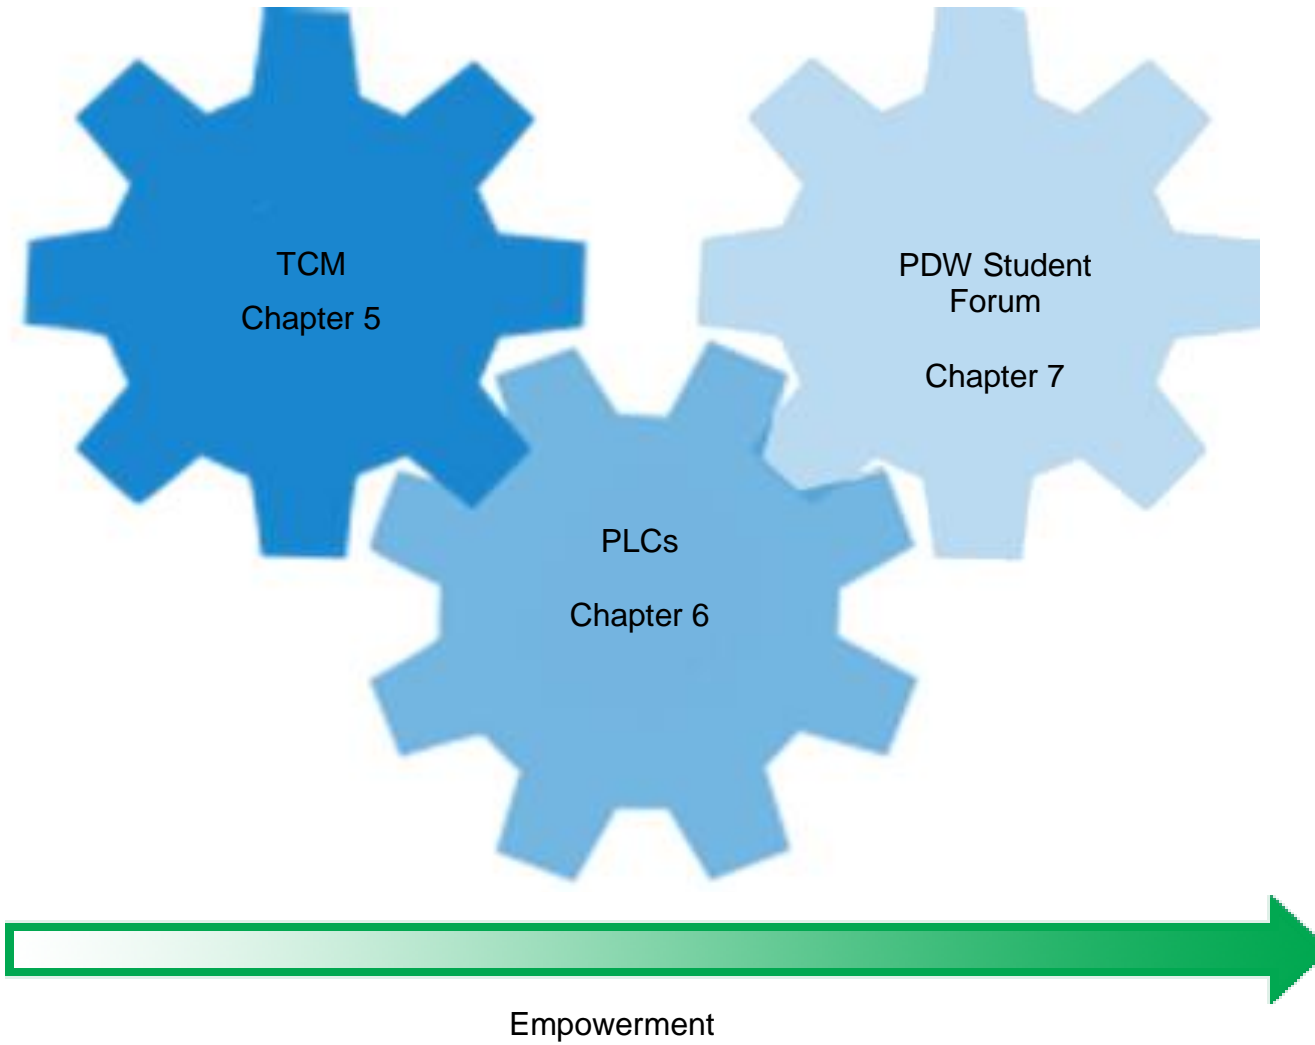 TCM
Chapter 5
PDW Student
Forum
Chapter 7
PLCs
Chapter 6
Empowerment